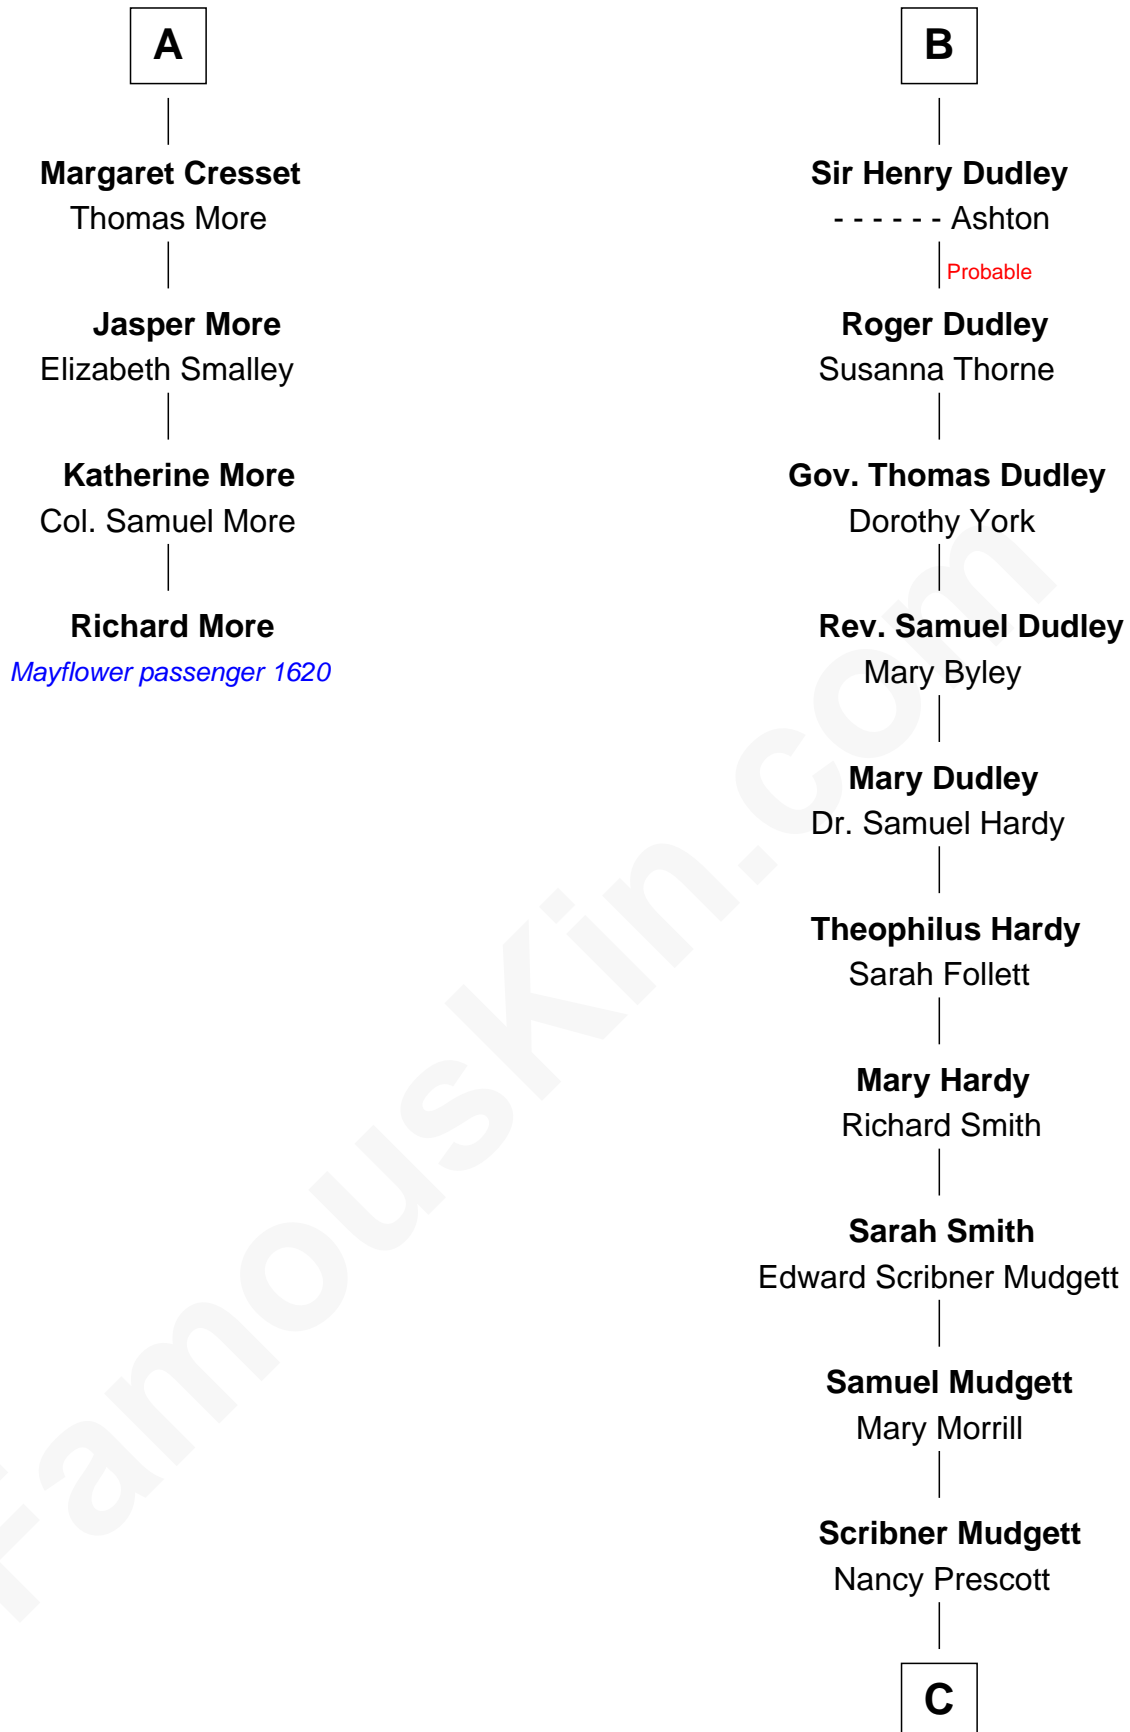 A
Margaret Cresset
Thomas More
Jasper More
Elizabeth Smalley
Katherine More
Col. Samuel More
Richard More
Mayflower passenger 1620
B
Sir Henry Dudley
- - - - - - Ashton
Probable
Roger Dudley
Susanna Thorne
Gov. Thomas Dudley
Dorothy York
Rev. Samuel Dudley
Mary Byley
Mary Dudley
Dr. Samuel Hardy
Theophilus Hardy
Sarah Follett
Mary Hardy
Richard Smith
Sarah Smith
Edward Scribner Mudgett
Samuel Mudgett
Mary Morrill
Scribner Mudgett
Nancy Prescott
C
FamousKin.com